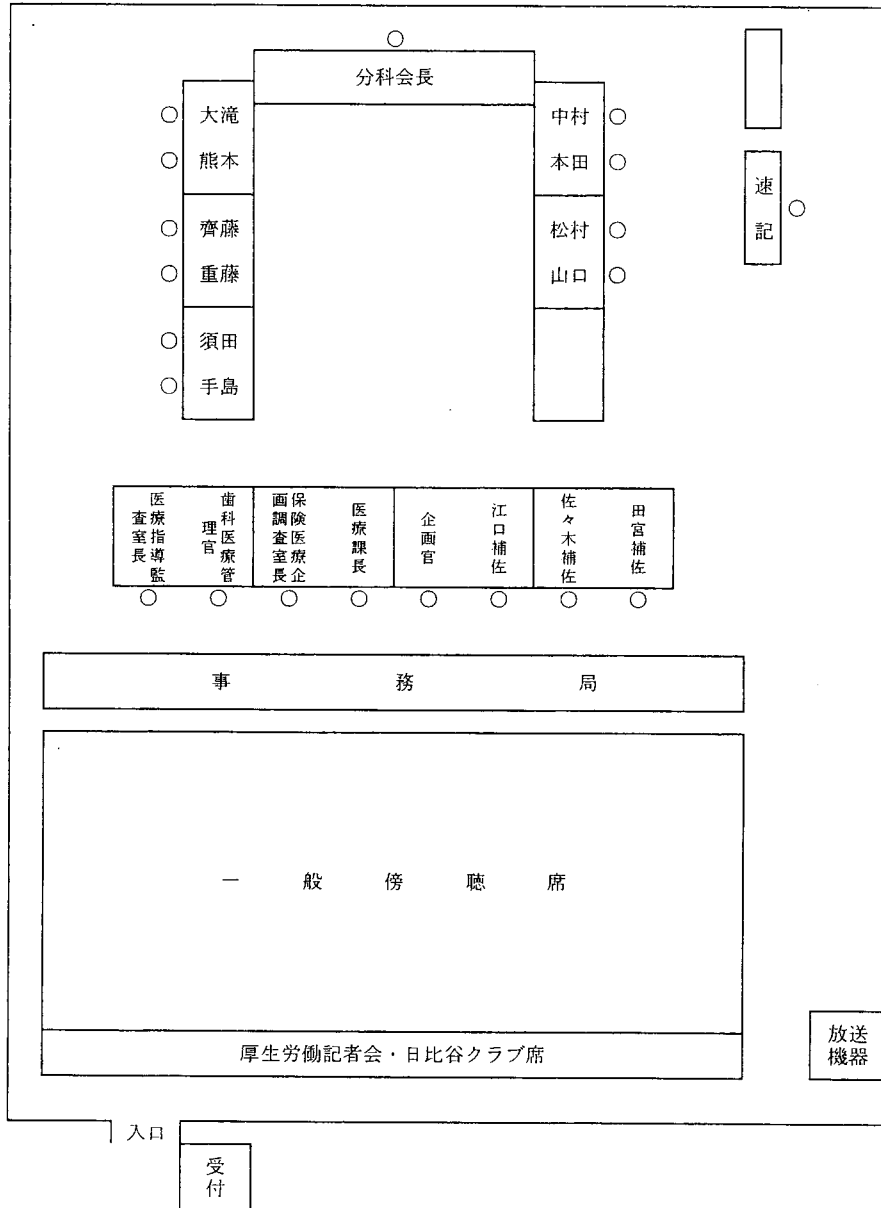 分科会長
大滝
熊本
齊藤
重藤
須田
手島
中村
本田
松村
山口
速記
医療指導監査室長
歯科医療管理官
保険医療企画調査室長
医療課長
企画官
江口補佐
佐々木補佐
田宮補佐
事務局
一般傍聴席
厚生労働記者会・日比谷クラブ席
放送
機器
入口
受付